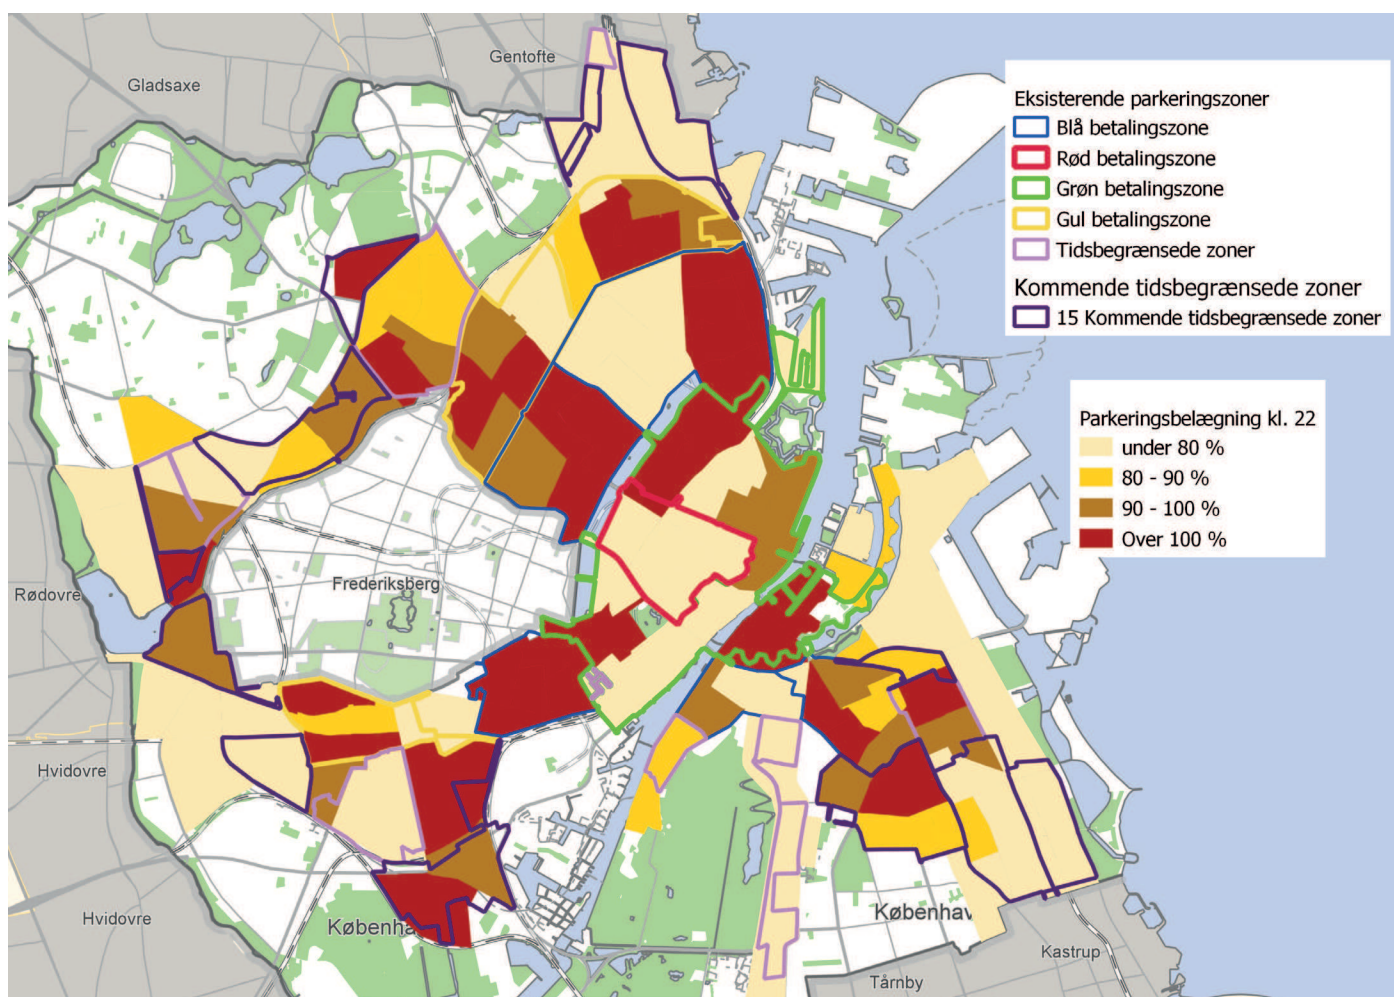 Gentofte
Gladsaxe
Eksisterende parkeringszoner
Blå betalingszone
Rød betalingszone
Grøn betalingszone
Gul betalingszone
Tidsbegrænsede zoner
Kommende tidsbegrænsede zoner
15 Kommende tidsbegrænsede zoner
Parkeringsbelægning kl. 22
under 80 %
80 - 90 %
90 - 100 %
Over 100 %
Frederiksberg
Rødovre
Hvidovre
Hvidovre
Københa
Københav
Kastrup
Tårnby